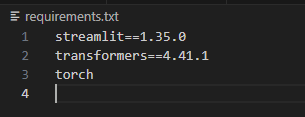 requirements.txt
1 streamlit==1.35.0
2 transformers==4.41.1
3 torch
4